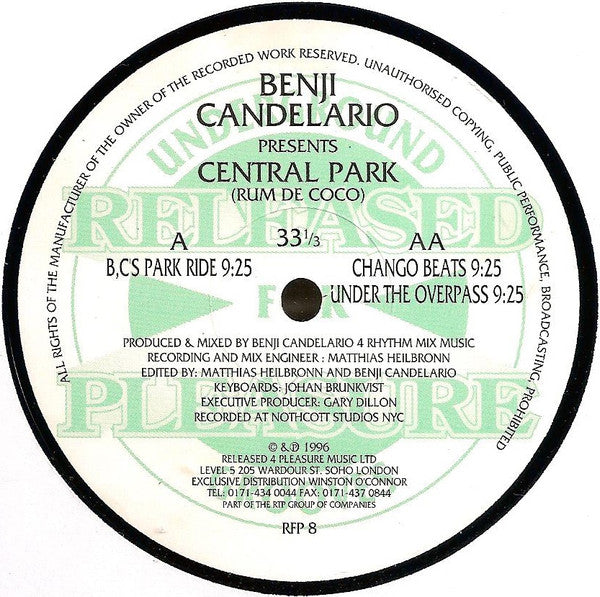 ALL RIGHTS OF THE MANUFACTURER OF THE OWNER OF THE RECORDED WORK RESERVED. UNAUTHORISED COPYING, PUBLIC PERFORMANCE, BROADCASTING, PROHIBITED
BENJI
CANDELARIO
PRESENTS
CENTRAL PARK
(RUM DE COCO)
UNDERGROUND
RELEASED
FOR
PLEASURE
A 33 1/3 AA
B,C'S PARK RIDE 9:25 CHANGO BEATS 9:25
UNDER THE OVERPASS 9:25
PRODUCED & MIXED BY BENJI CANDELARIO 4 RHYTHM MIX MUSIC
RECORDING AND MIX ENGINEER : MATTHIAS HEILBRONN
EDITED BY: MATTHIAS HEILBRONN AND BENJI CANDELARIO
KEYBOARDS: JOHAN BRUNKVIST
EXECUTIVE PRODUCER: GARY DILLON
RECORDED AT NOTHCOTT STUDIOS NYC
© & ℗ 1996
RELEASED 4 PLEASURE MUSIC LTD
LEVEL 5 205 WARDOUR ST. SOHO LONDON
EXCLUSIVE DISTRIBUTION WINSTON O'CONNOR
TEL: 0171-434 0044 FAX: 0171-437 0844
PART OF THE RTP GROUP OF COMPANIES
RFP 8